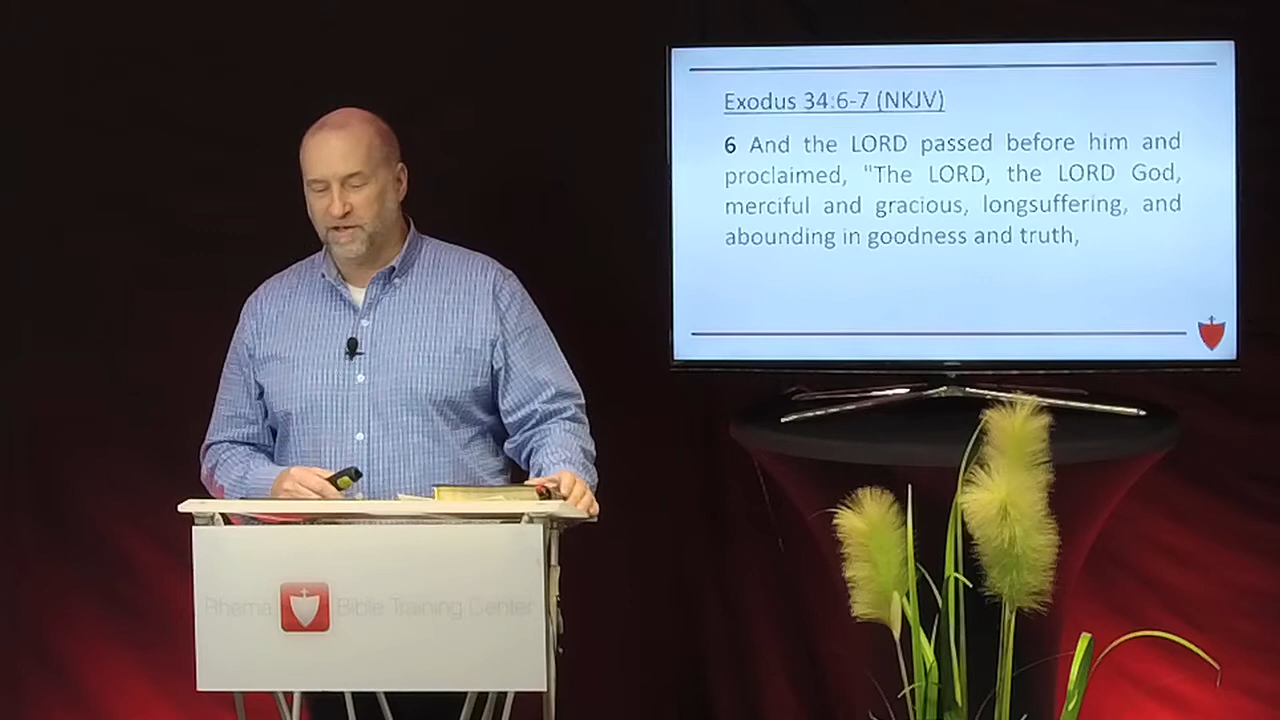 Exodus 34:6-7 (NKJV)
6 And the LORD passed before him and
proclaimed, "The LORD, the LORD God,
merciful and gracious, longsuffering, and
abounding in goodness and truth,
Rhema Bible Training Center